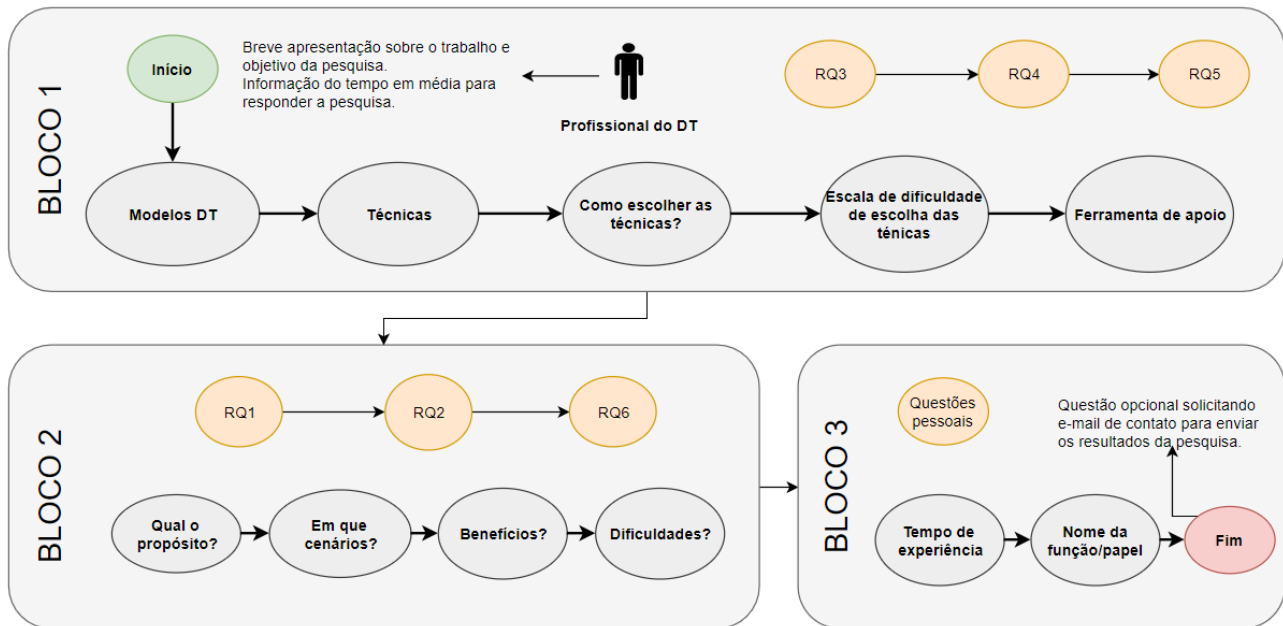 BLOCO 1
Início
Breve apresentação sobre o trabalho e
objetivo da pesquisa.
Informação do tempo em média para
responder a pesquisa.
Profissional do DT
RQ3
RQ4
RQ5
Modelos DT
Técnicas
Como escolher as
técnicas?
Escala de dificuldade
de escolha das
ténicas
Ferramenta de apoio
BLOCO 2
RQ1
RQ2
RQ6
Qual o
propósito?
Em que
cenários?
Benefícios?
Dificuldades?
BLOCO 3
Questões
pessoais
Questão opcional solicitando
e-mail de contato para enviar
os resultados da pesquisa.
Tempo de
experiência
Nome da
função/papel
Fim